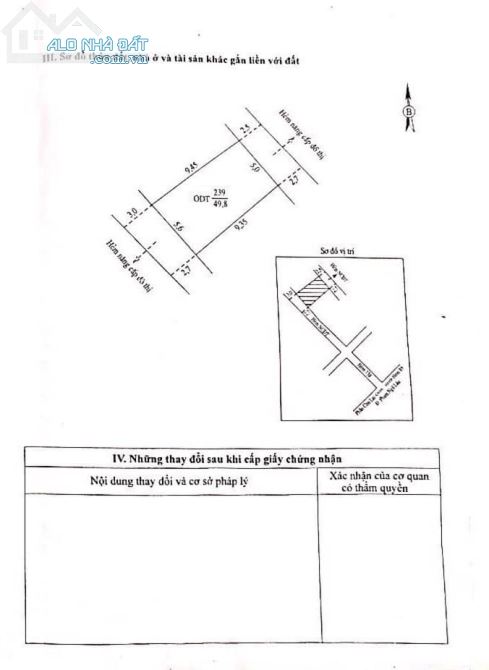 ALO NHÀ ĐẤT
.com.vn
III. Sơ đồ thửa đất, nhà ở và tài sản khác gắn liền với đất
B
Hẻm nâng cấp đô thị
2,5
9,45
5,0
2,7
ODT 239
49,8
3,0
5,6
9,35
2,7
Hẻm nâng cấp đô thị
Sơ đồ vị trí
IV. Những thay đổi sau khi cấp giấy chứng nhận
Nội dung thay đổi và cơ sở pháp lý
Xác nhận của cơ quan
có thẩm quyền